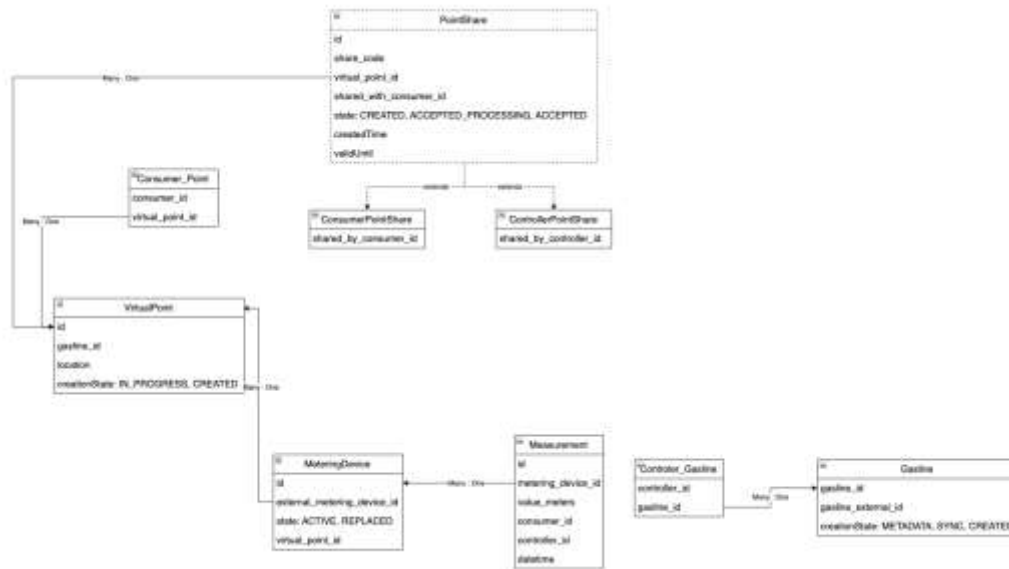 PointShare
id
share_code
virtual_point_id
shared_with_consumer_id
state: CREATED, ACCEPTED_PROCESSING, ACCEPTED
createdTime
validUntil
Many : One
extends
extends
Consumer_Point
consumer_id
virtual_point_id
Many : One
ConsumerPointShare
shared_by_consumer_id
ControllerPointShare
shared_by_controller_id
VirtualPoint
id
gasline_id
location
creationState: IN_PROGRESS, CREATED
Many : One
MeteringDevice
id
external_metering_device_id
state: ACTIVE, REPLACED
virtual_point_id
Many : One
Measurement
id
metering_device_id
value_meters
consumer_id
controller_id
datetime
Controler_Gasline
controller_id
gasline_id
Many : One
Gasline
gasline_id
gasline_external_id
creationState: METADATA, SYNC, CREATED